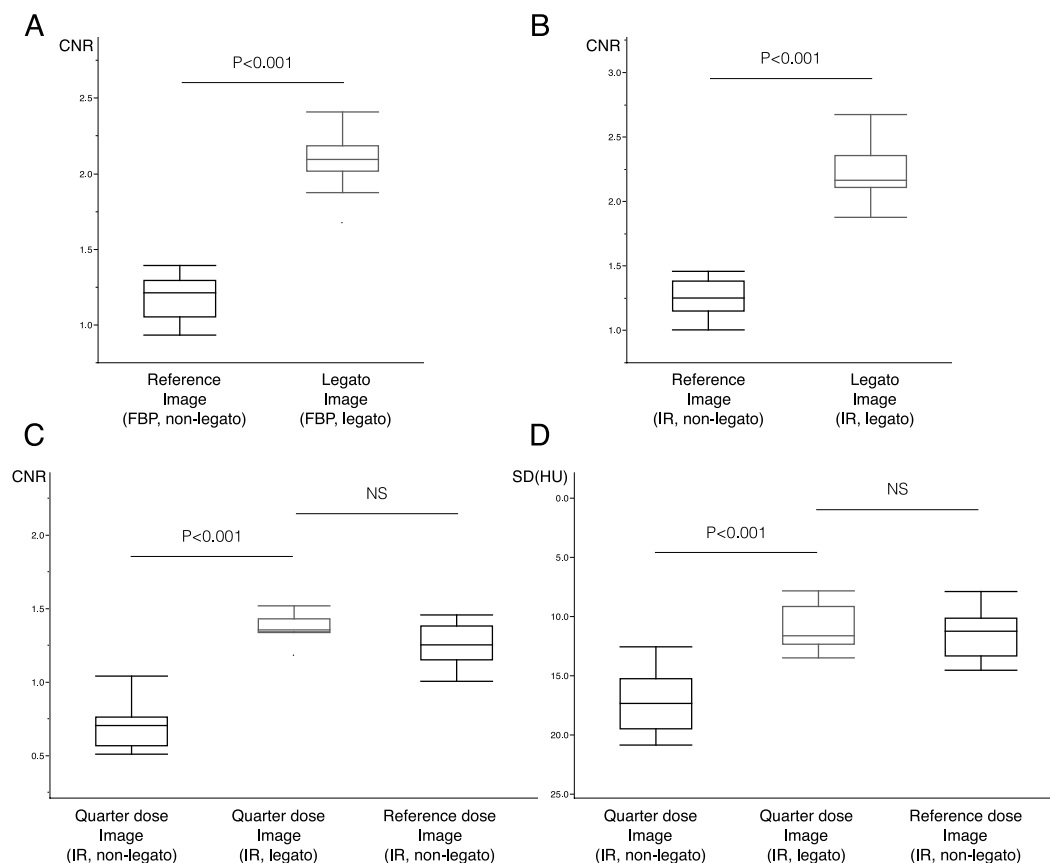 A
CNR
P<0.001
2.5
2.0
1.5
1.0
Reference
Image
(FBP, non-legato)
Legato
Image
(FBP, legato)
B
CNR
P<0.001
3.0
2.5
2.0
1.5
1.0
Reference
Image
(IR, non-legato)
Legato
Image
(IR, legato)
C
CNR
NS
P<0.001
2.0
1.5
1.0
0.5
Quarter dose
Image
(IR, non-legato)
Quarter dose
Image
(IR, legato)
Reference dose
Image
(IR, non-legato)
D
SD(HU)
NS
P<0.001
0.0
5.0
10.0
15.0
20.0
25.0
Quarter dose
Image
(IR, non-legato)
Quarter dose
Image
(IR, legato)
Reference dose
Image
(IR, non-legato)